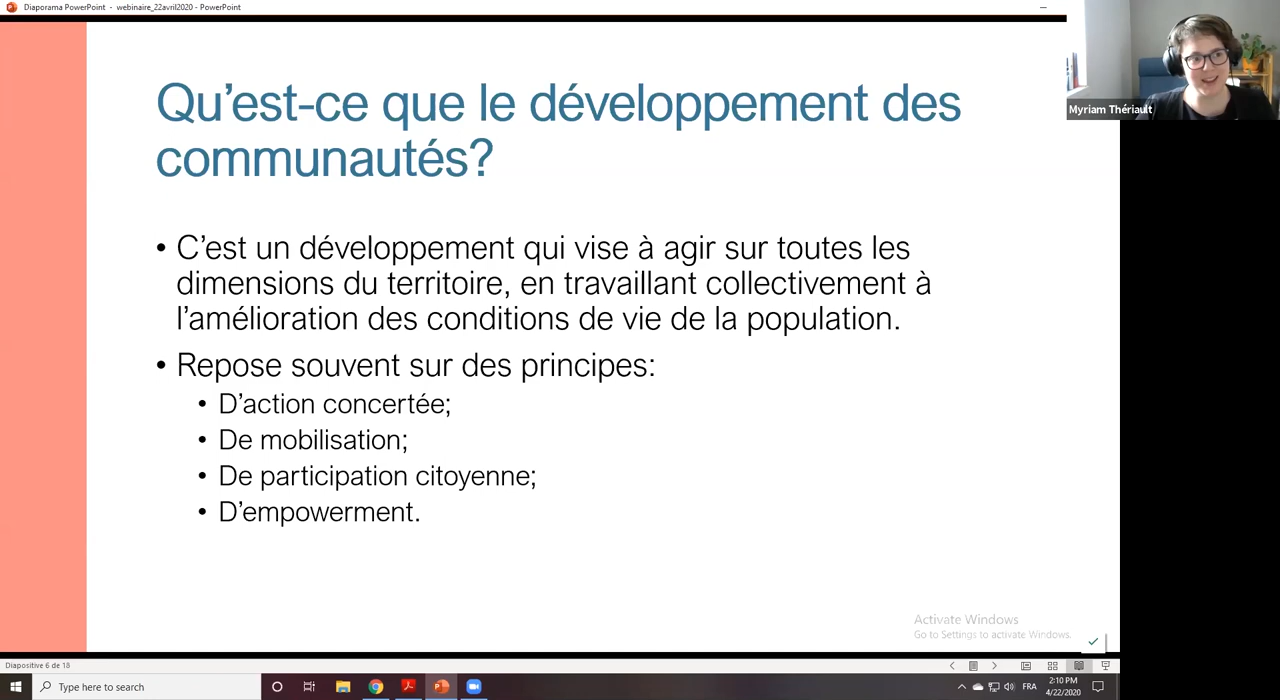 Diaporama PowerPoint - webinaire_22avril2020 - PowerPoint
Myriam Thériault
Qu’est-ce que le développement des
communautés?
• C’est un développement qui vise à agir sur toutes les
dimensions du territoire, en travaillant collectivement à
l’amélioration des conditions de vie de la population.
• Repose souvent sur des principes:
• D’action concertée;
• De mobilisation;
• De participation citoyenne;
• D’empowerment.
Activate Windows
Go to Settings to activate Windows.
Diapositive 6 de 18
Type here to search
FRA
2:10 PM
4/22/2020